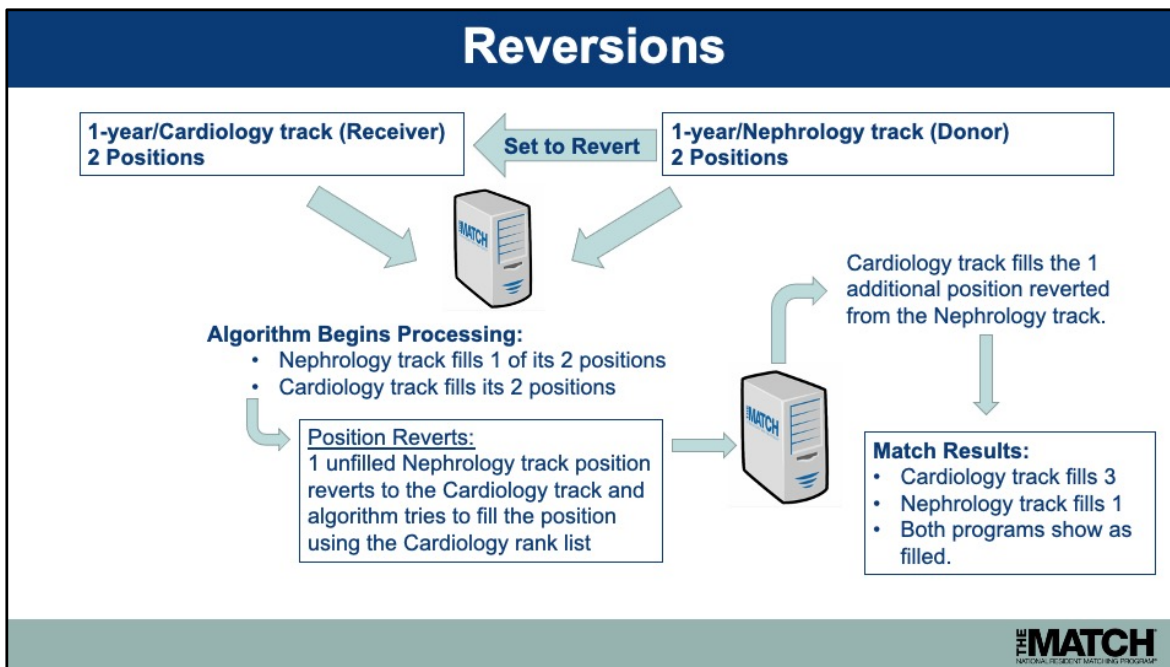 Reversions
1-year/Cardiology track (Receiver)
2 Positions
Set to Revert
1-year/Nephrology track (Donor)
2 Positions
THE MATCH
Algorithm Begins Processing:
• Nephrology track fills 1 of its 2 positions
• Cardiology track fills its 2 positions
Position Reverts:
1 unfilled Nephrology track position
reverts to the Cardiology track and
algorithm tries to fill the position
using the Cardiology rank list
THE MATCH
Cardiology track fills the 1
additional position reverted
from the Nephrology track.
Match Results:
• Cardiology track fills 3
• Nephrology track fills 1
• Both programs show as
filled.
THE MATCH
NATIONAL RESIDENT MATCHING PROGRAM®